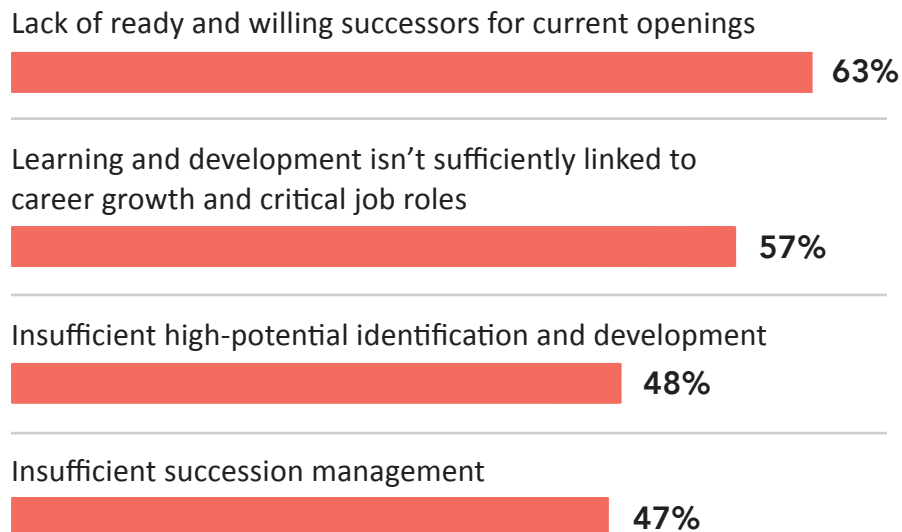 Lack of ready and willing successors for current openings
63%
Learning and development isn’t sufficiently linked to
career growth and critical job roles
57%
Insufficient high-potential identification and development
48%
Insufficient succession management
47%